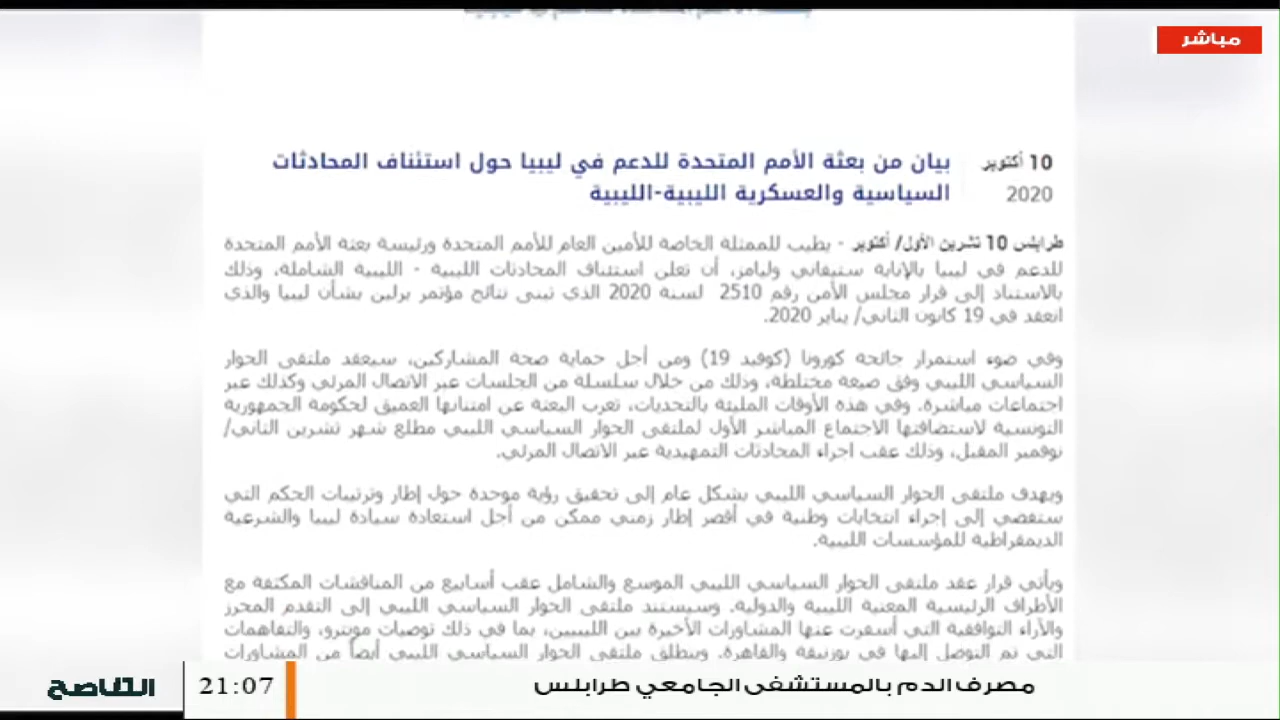 مباشر
10 أكتوبر
2020
بيان من بعثة الأمم المتحدة للدعم في ليبيا حول استئناف المحادثات
السياسية والعسكرية الليبية-الليبية
طرابلس 10 تشرين الأول/ أكتوبر - يطيب للممثلة الخاصة للأمين العام للأمم المتحدة ورئيسة بعثة الأمم المتحدة
للدعم في ليبيا بالإنابة ستيفاني وليامز، أن تعلن استئناف المحادثات الليبية - الليبية الشاملة، وذلك
بالاستناد إلى قرار مجلس الأمن رقم 2510 لسنة 2020 الذي تبنى نتائج مؤتمر برلين بشأن ليبيا والذي
انعقد في 19 كانون الثاني/ يناير 2020.
وفي ضوء استمرار جائحة كورونا (كوفيد 19) ومن أجل حماية صحة المشاركين، سيعقد ملتقى الحوار
السياسي الليبي وفق صيغة مختلطة، وذلك من خلال سلسلة من الجلسات عبر الاتصال المرئي وكذلك عبر
اجتماعات مباشرة. وفي هذه الأوقات المليئة بالتحديات، تعرب البعثة عن امتنانها العميق لحكومة الجمهورية
التونسية لاستضافتها الاجتماع المباشر الأول لملتقى الحوار السياسي الليبي مطلع شهر تشرين الثاني/
نوفمبر المقبل، وذلك عقب اجراء المحادثات التمهيدية عبر الاتصال المرئي.
ويهدف ملتقى الحوار السياسي الليبي بشكل عام إلى تحقيق رؤية موحدة حول إطار وترتيبات الحكم التي
ستفضي إلى إجراء انتخابات وطنية في أقصر إطار زمني ممكن من أجل استعادة سيادة ليبيا والشرعية
الديمقراطية للمؤسسات الليبية.
ويأتي قرار عقد ملتقى الحوار السياسي الليبي الموسع والشامل عقب أسابيع من المناقشات المكثفة مع
الأطراف الرئيسية المعنية الليبية والدولية. وسيستند ملتقى الحوار السياسي الليبي إلى التقدم المحرز
والآراء التوافقية التي أسفرت عنها المشاورات الأخيرة بين الليبيين، بما في ذلك توصيات مونترو، والتفاهمات
التي تم التوصل إليها في بوزنيقة والقاهرة. وينطلق ملتقى الحوار السياسي الليبي أيضاً من المشاورات
مصرف الدم بالمستشفى الجامعي طرابلس
21:07
التناصح